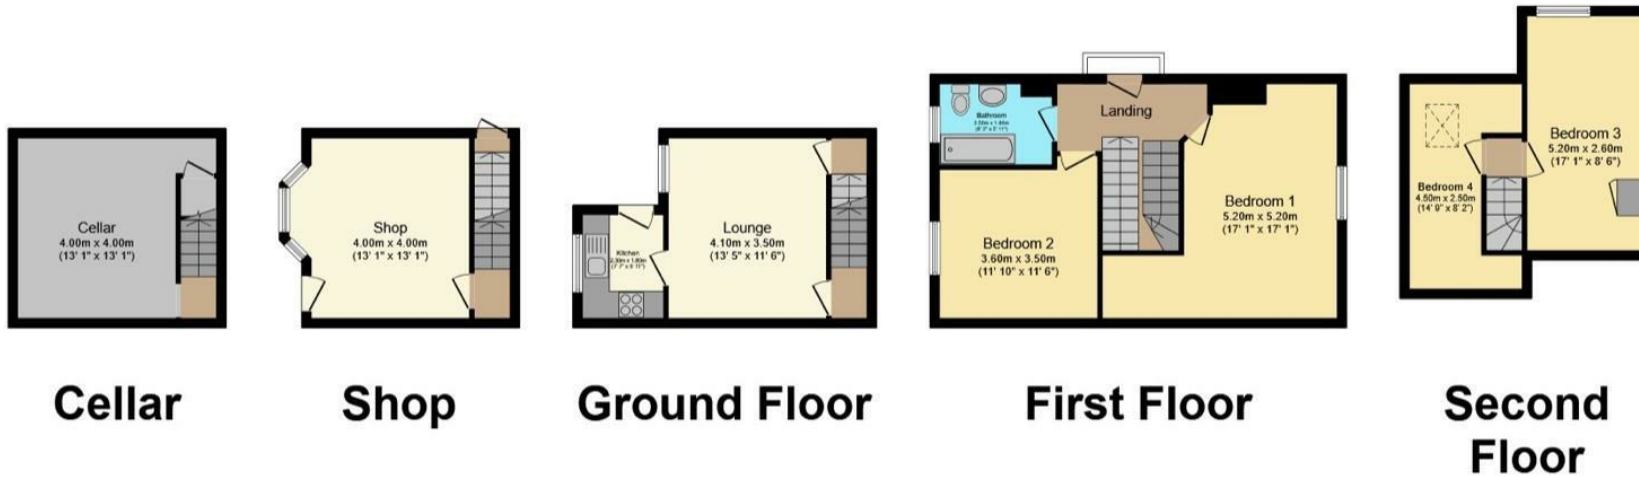 Cellar
4.00m x 4.00m
(13' 1" x 13' 1")
Shop
4.00m x 4.00m
(13' 1" x 13' 1")
Kitchen
Lounge
4.10m x 3.50m
(13' 5" x 11' 6")
Bathroom
Landing
Bedroom 1
5.20m x 5.20m
(17' 1" x 17' 1")
Bedroom 2
3.60m x 3.50m
(11' 10" x 11' 6")
Bedroom 3
5.20m x 2.60m
(17' 1" x 8' 6")
Bedroom 4
4.50m x 2.50m
(14' 9" x 8' 2")
Cellar
Shop
Ground Floor
First Floor
Second
Floor